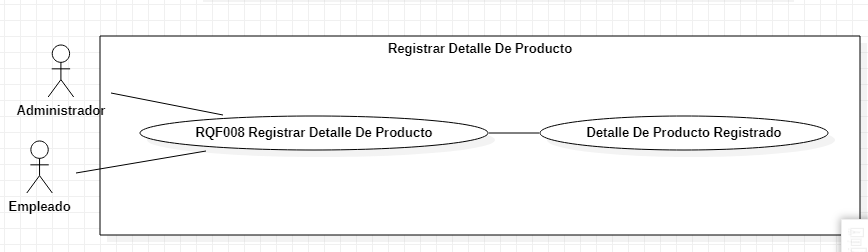 Registrar Detalle De Producto
Administrador
RQF008 Registrar Detalle De Producto
Detalle De Producto Registrado
Empleado